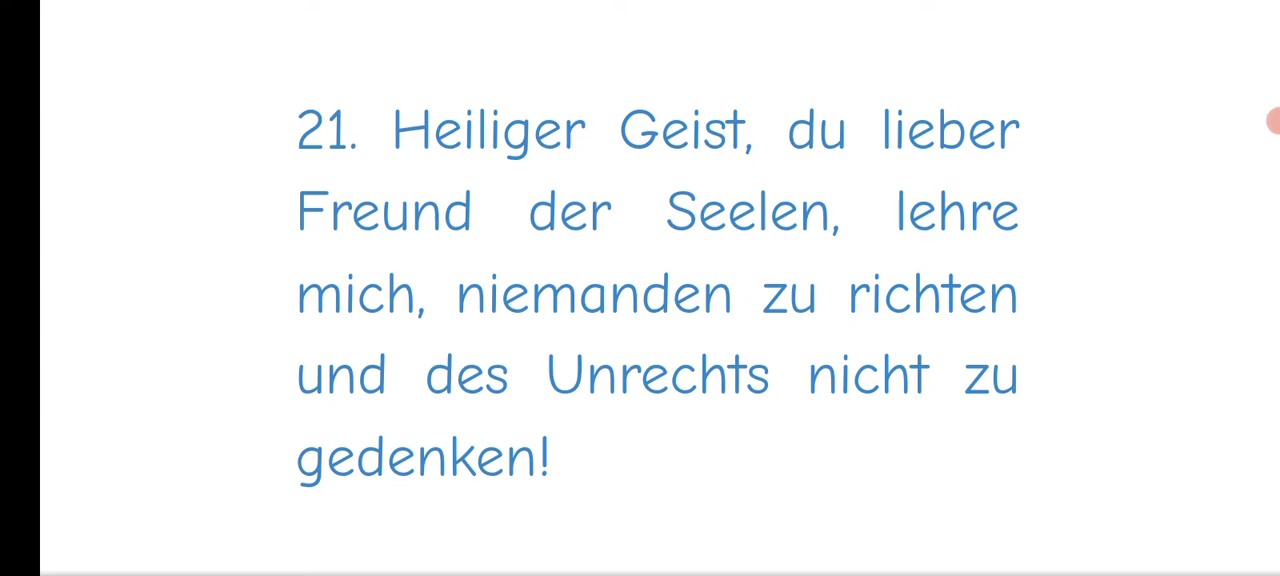 21. Heiliger Geist, du lieber
Freund der Seelen, lehre
mich, niemanden zu richten
und des Unrechts nicht zu
gedenken!